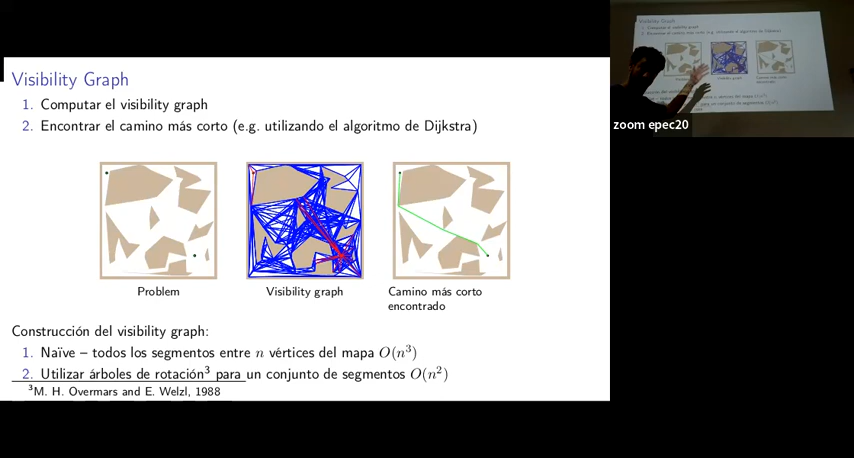 Visibility Graph
1. Computar el visibility graph
2. Encontrar el camino más corto (e.g. utilizando el algoritmo de Dijkstra)
Problem
Visibility graph
Camino más corto
encontrado
Construcción del visibility graph:
1. Naïve – todos los segmentos entre n vértices del mapa O(n³)
2. Utilizar árboles de rotación³ para un conjunto de segmentos O(n²)
³M. H. Overmars and E. Welzl, 1988
Visibility Graph
zoom epec20